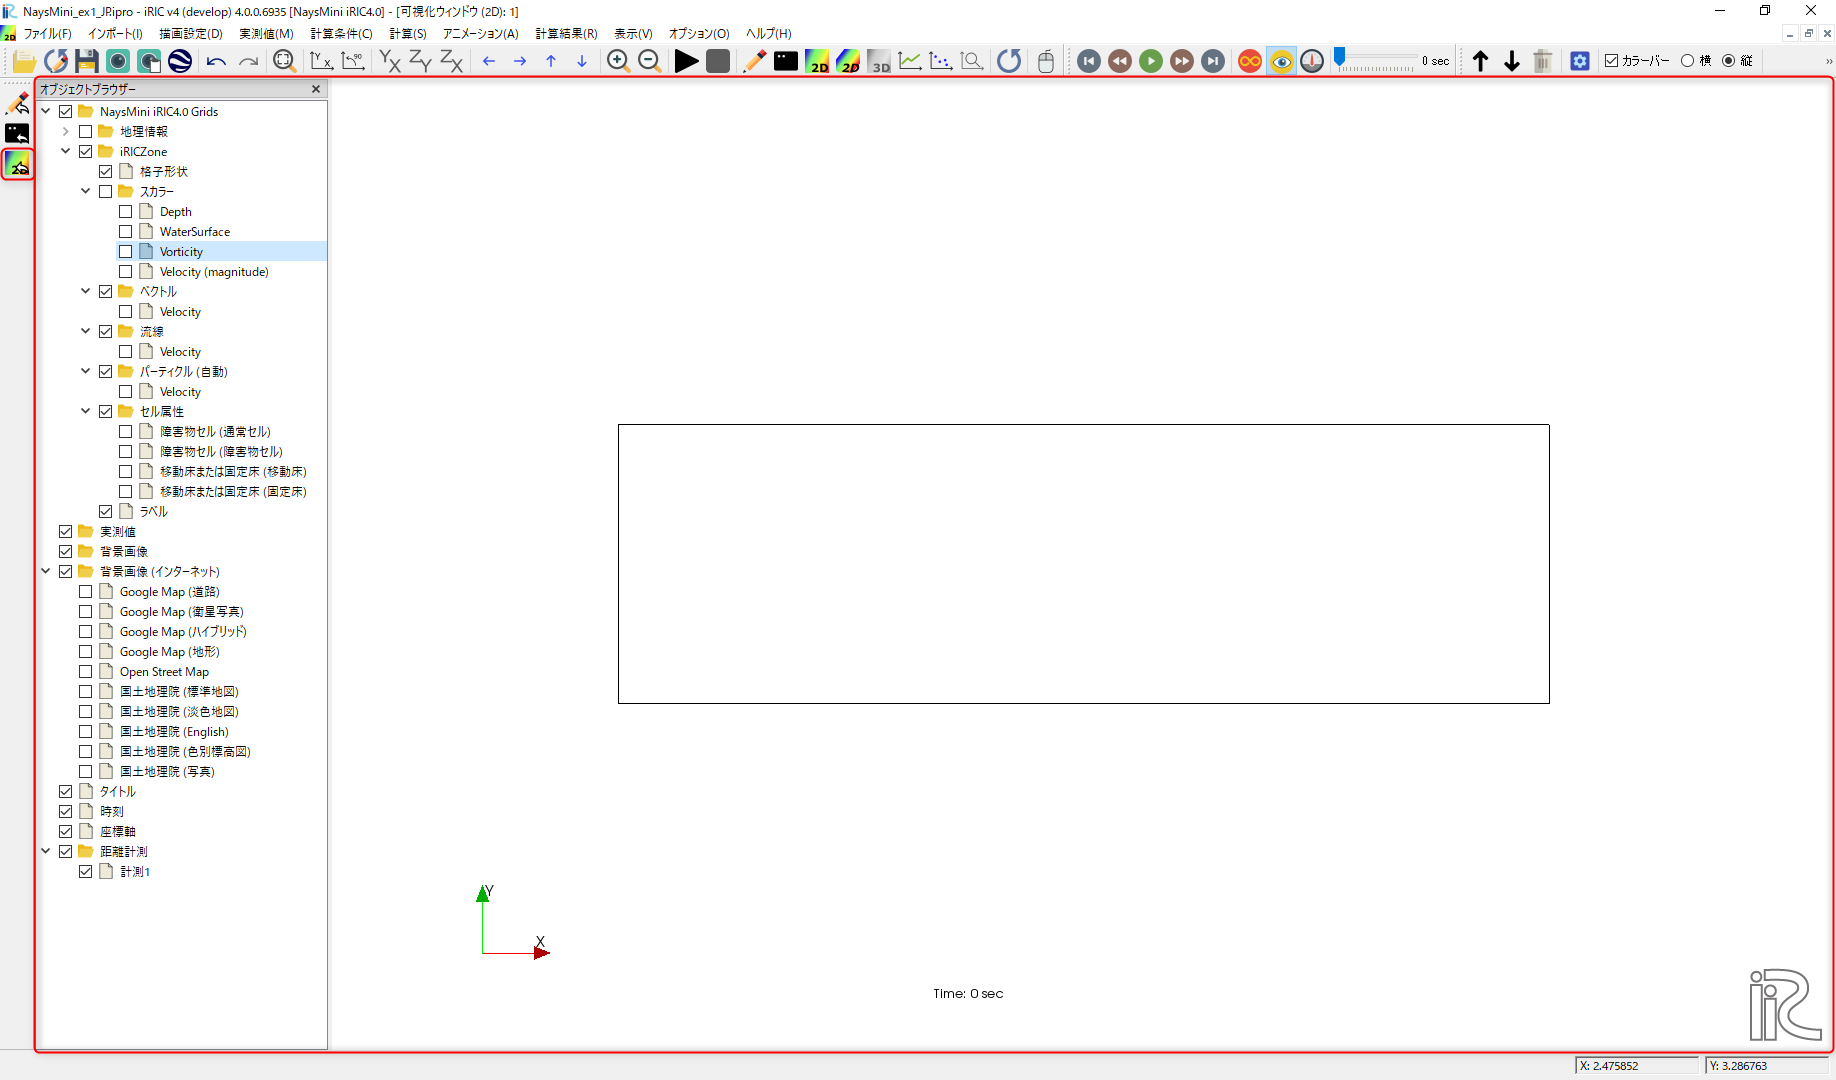 NaysMini_ex1_JP.ipro - iRIC v4 (develop) 4.0.0.6935 [NaysMini iRIC4.0] - [可視化ウィンドウ (2D): 1]
ファイル(F) インポート(I) 描画設定(D) 実測値(M) 計算条件(C) 計算(S) アニメーション(A) 計算結果(R) 表示(V) オプション(O) ヘルプ(H)
2D 2D 3D 0 sec カラーバー 横 縦
オブジェクトブラウザー
NaysMini iRIC4.0 Grids
地理情報
iRICZone
格子形状
スカラー
Depth
WaterSurface
Vorticity
Velocity (magnitude)
ベクトル
Velocity
流線
Velocity
パーティクル (自動)
Velocity
セル属性
障害物セル (通常セル)
障害物セル (障害物セル)
移動床または固定床 (移動床)
移動床または固定床 (固定床)
ラベル
実測値
背景画像
背景画像 (インターネット)
Google Map (道路)
Google Map (衛星写真)
Google Map (ハイブリッド)
Google Map (地形)
Open Street Map
国土地理院 (標準地図)
国土地理院 (淡色地図)
国土地理院 (English)
国土地理院 (色別標高図)
国土地理院 (写真)
タイトル
時刻
座標軸
距離計測
計測1
Y
X
Time: 0 sec
iRIC
X: 2.475852 Y: 3.286763